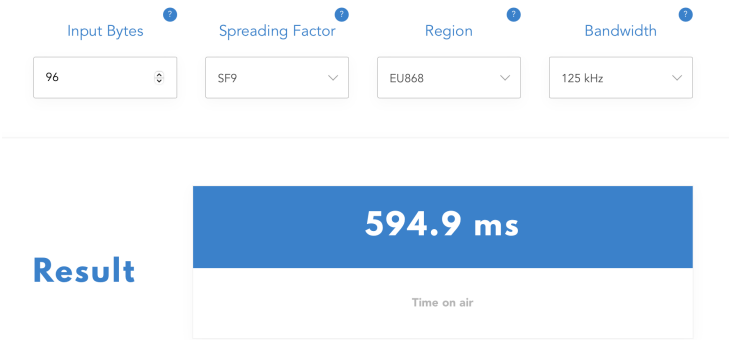 ? ? ? ?
Input Bytes Spreading Factor Region Bandwidth
96 SF9 EU868 125 kHz
594.9 ms
Result
Time on air